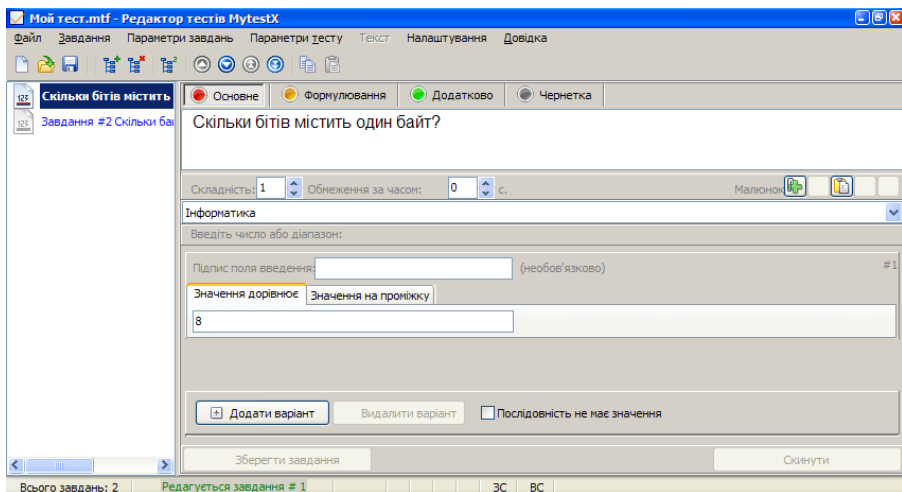 Мой тест.mtf - Редактор тестів MytestX
Файл Завдання Параметри завдань Параметри тесту Текст Налаштування Довідка
Скільки бітів містить
Завдання #2 Скільки
Основне Формулювання Додатково Чернетка
Скільки бітів містить один байт?
Складність: 1 Обмеження за часом: 0 с. Малюнок
Інформатика
Введіть число або діапазон:
Підпис поля введення: (необов'язково) #1
Значення дорівнює Значення на проміжку
8
Додати варіант Видалити варіант Послідовність не має значення
Зберегти завдання Скинути
Всього завдань: 2 Редагується завдання # 1 ЗС ВС